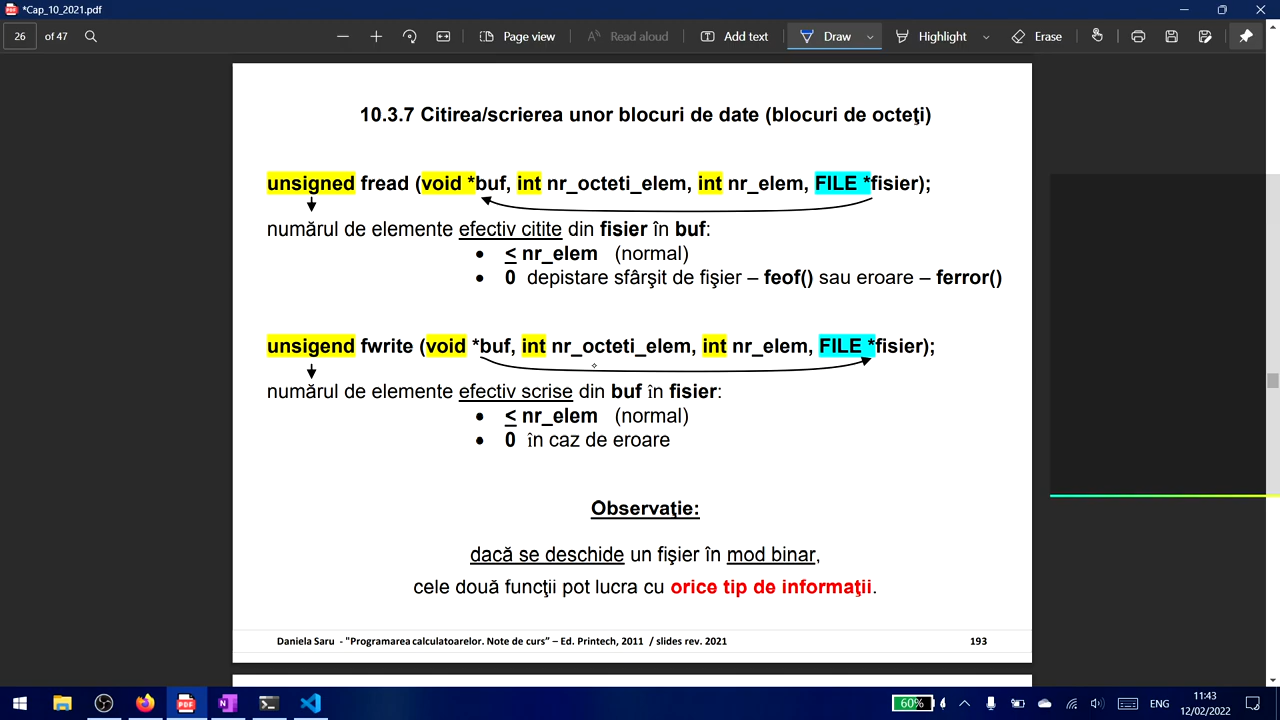 *Cap_10_2021.pdf
26 of 47 Page view Read aloud Add text Draw Highlight Erase
10.3.7 Citirea/scrierea unor blocuri de date (blocuri de octeţi)
unsigned fread (void *buf, int nr_octeti_elem, int nr_elem, FILE *fisier);
numărul de elemente efectiv citite din fisier în buf:
• < nr_elem (normal)
• 0 depistare sfârşit de fişier – feof() sau eroare – ferror()
unsigend fwrite (void *buf, int nr_octeti_elem, int nr_elem, FILE *fisier);
numărul de elemente efectiv scrise din buf în fisier:
• < nr_elem (normal)
• 0 în caz de eroare
Observaţie:
dacă se deschide un fişier în mod binar,
cele două funcţii pot lucra cu orice tip de informaţii.
Daniela Saru - "Programarea calculatoarelor. Note de curs" – Ed. Printech, 2011 / slides rev. 2021 193
60% ENG 11:43
12/02/2022